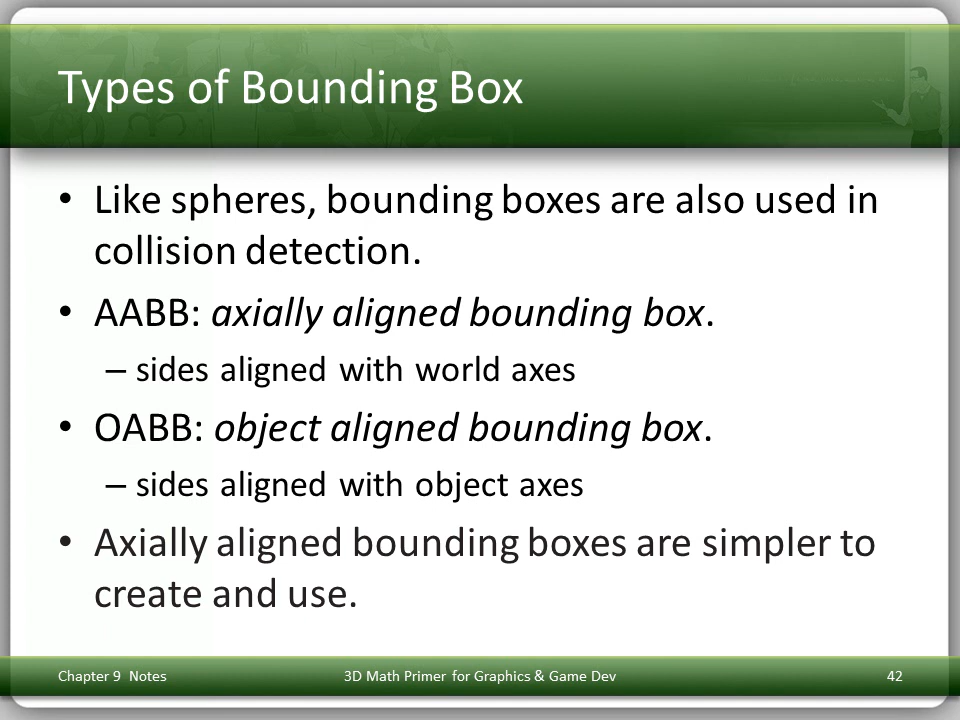 Types of Bounding Box
• Like spheres, bounding boxes are also used in
collision detection.
• AABB: axially aligned bounding box.
– sides aligned with world axes
• OABB: object aligned bounding box.
– sides aligned with object axes
• Axially aligned bounding boxes are simpler to
create and use.
Chapter 9 Notes 3D Math Primer for Graphics & Game Dev 42